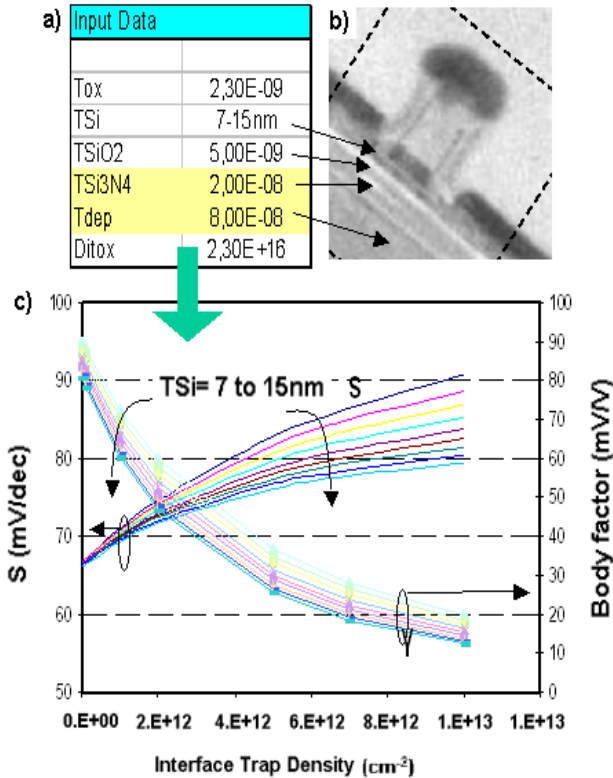 a)
Input Data
Tox 2,30E-09
TSi 7-15nm
TSiO2 5,00E-09
TSi3N4 2,00E-08
Tdep 8,00E-08
Ditox 2,30E+16
b)
c)
TSi= 7 to 15nm S
S (mV/dec)
100
90
80
70
60
50
Body factor (mV/V)
100
90
80
70
60
50
40
30
20
10
0
0.E+00 2.E+12 4.E+12 6.E+12 8.E+12 1.E+13 1.E+13
Interface Trap Density (cm-2)